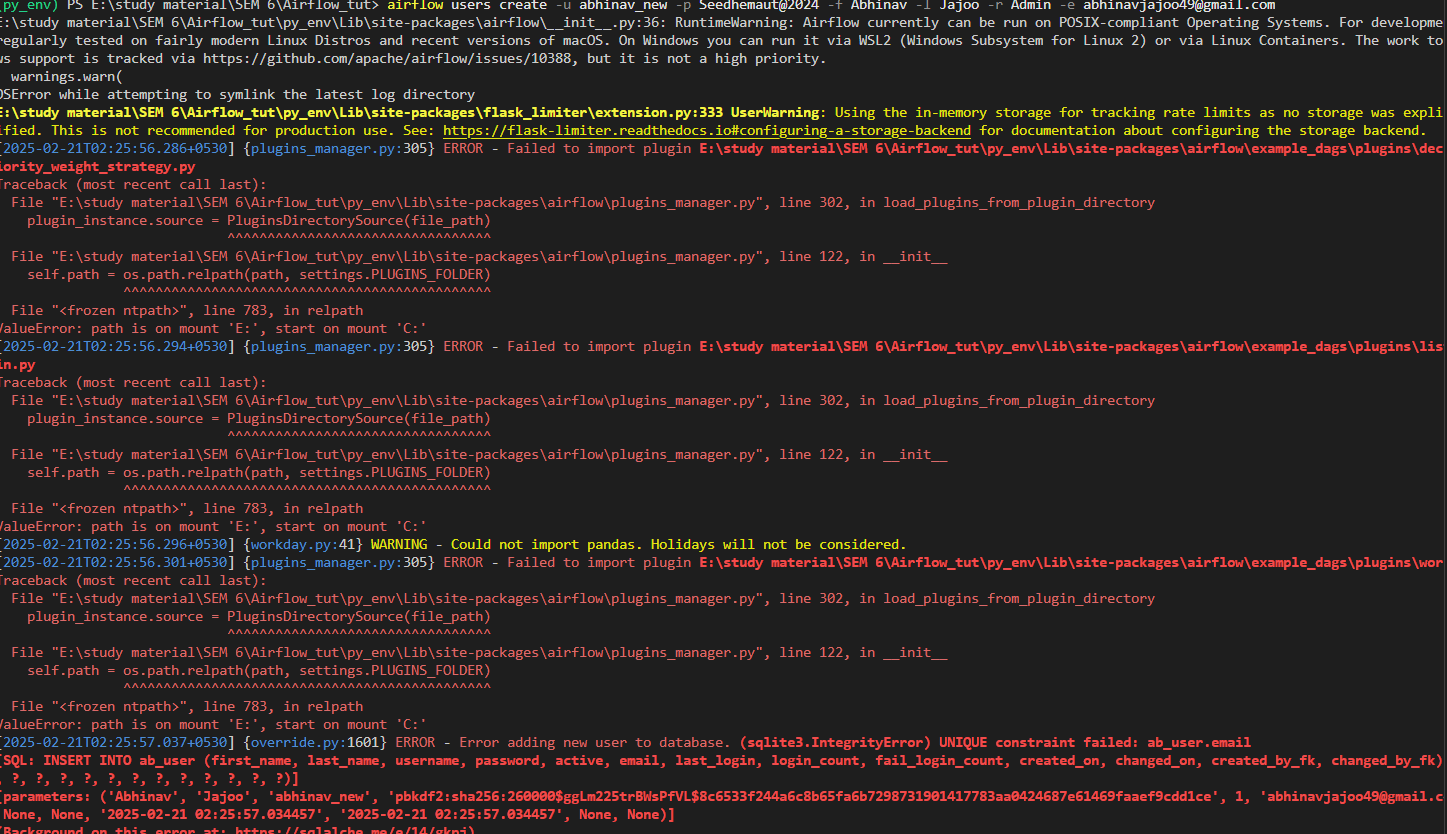 (py_env) PS E:\study material\SEM 6\Airflow_tut> airflow users create -u abhinav_new -p Seedhemaut@2024 -f Abhinav -l Jajoo -r Admin -e abhinavjajoo49@gmail.com
E:\study material\SEM 6\Airflow_tut\py_env\Lib\site-packages\airflow\__init__.py:36: RuntimeWarning: Airflow currently can be run on POSIX-compliant Operating Systems. For developme
regularly tested on fairly modern Linux Distros and recent versions of macOS. On Windows you can run it via WSL2 (Windows Subsystem for Linux 2) or via Linux Containers. The work to
ws support is tracked via https://github.com/apache/airflow/issues/10388, but it is not a high priority.
warnings.warn(
OSError while attempting to symlink the latest log directory
E:\study material\SEM 6\Airflow_tut\py_env\Lib\site-packages\flask_limiter\extension.py:333 UserWarning: Using the in-memory storage for tracking rate limits as no storage was expli
ified. This is not recommended for production use. See: https://flask-limiter.readthedocs.io#configuring-a-storage-backend for documentation about configuring the storage backend.
[2025-02-21T02:25:56.286+0530] {plugins_manager.py:305} ERROR - Failed to import plugin E:\study material\SEM 6\Airflow_tut\py_env\Lib\site-packages\airflow\example_dags\plugins\dec
iority_weight_strategy.py
Traceback (most recent call last):
File "E:\study material\SEM 6\Airflow_tut\py_env\Lib\site-packages\airflow\plugins_manager.py", line 302, in load_plugins_from_plugin_directory
plugin_instance.source = PluginsDirectorySource(file_path)
^^^^^^^^^^^^^^^^^^^^^^^^^^^^^^^^^
File "E:\study material\SEM 6\Airflow_tut\py_env\Lib\site-packages\airflow\plugins_manager.py", line 122, in __init__
self.path = os.path.relpath(path, settings.PLUGINS_FOLDER)
^^^^^^^^^^^^^^^^^^^^^^^^^^^^^^^^^^^^^^^^^^^^^^
File "<frozen ntpath>", line 783, in relpath
ValueError: path is on mount 'E:', start on mount 'C:'
[2025-02-21T02:25:56.294+0530] {plugins_manager.py:305} ERROR - Failed to import plugin E:\study material\SEM 6\Airflow_tut\py_env\Lib\site-packages\airflow\example_dags\plugins\lis
in.py
Traceback (most recent call last):
File "E:\study material\SEM 6\Airflow_tut\py_env\Lib\site-packages\airflow\plugins_manager.py", line 302, in load_plugins_from_plugin_directory
plugin_instance.source = PluginsDirectorySource(file_path)
^^^^^^^^^^^^^^^^^^^^^^^^^^^^^^^^^
File "E:\study material\SEM 6\Airflow_tut\py_env\Lib\site-packages\airflow\plugins_manager.py", line 122, in __init__
self.path = os.path.relpath(path, settings.PLUGINS_FOLDER)
^^^^^^^^^^^^^^^^^^^^^^^^^^^^^^^^^^^^^^^^^^^^^^
File "<frozen ntpath>", line 783, in relpath
ValueError: path is on mount 'E:', start on mount 'C:'
[2025-02-21T02:25:56.296+0530] {workday.py:41} WARNING - Could not import pandas. Holidays will not be considered.
[2025-02-21T02:25:56.301+0530] {plugins_manager.py:305} ERROR - Failed to import plugin E:\study material\SEM 6\Airflow_tut\py_env\Lib\site-packages\airflow\example_dags\plugins\wor
Traceback (most recent call last):
File "E:\study material\SEM 6\Airflow_tut\py_env\Lib\site-packages\airflow\plugins_manager.py", line 302, in load_plugins_from_plugin_directory
plugin_instance.source = PluginsDirectorySource(file_path)
^^^^^^^^^^^^^^^^^^^^^^^^^^^^^^^^^
File "E:\study material\SEM 6\Airflow_tut\py_env\Lib\site-packages\airflow\plugins_manager.py", line 122, in __init__
self.path = os.path.relpath(path, settings.PLUGINS_FOLDER)
^^^^^^^^^^^^^^^^^^^^^^^^^^^^^^^^^^^^^^^^^^^^^^
File "<frozen ntpath>", line 783, in relpath
ValueError: path is on mount 'E:', start on mount 'C:'
[2025-02-21T02:25:57.037+0530] {override.py:1601} ERROR - Error adding new user to database. (sqlite3.IntegrityError) UNIQUE constraint failed: ab_user.email
[SQL: INSERT INTO ab_user (first_name, last_name, username, password, active, email, last_login, login_count, fail_login_count, created_on, changed_on, created_by_fk, changed_by_fk)
, ?, ?, ?, ?, ?, ?, ?, ?, ?, ?, ?, ?)]
[parameters: ('Abhinav', 'Jajoo', 'abhinav_new', 'pbkdf2:sha256:260000$ggLm225trBWsPfVL$8c6533f244a6c8b65fa6b7298731901417783aa0424687e61469faaef9cdd1ce', 1, 'abhinavjajoo49@gmail.c
None, None, '2025-02-21 02:25:57.034457', '2025-02-21 02:25:57.034457', None, None)]
(Background on this error at: https://sqlalche.me/e/14/gkpj)